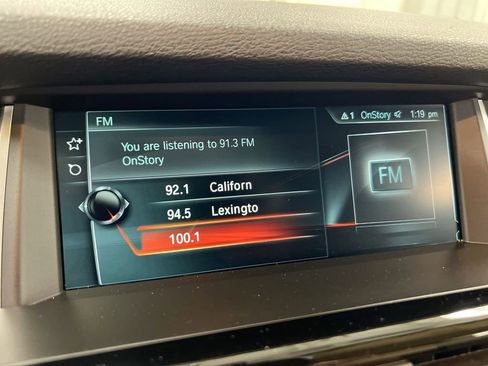 FM
▲1 OnStory 1:19 pm
You are listening to 91.3 FM
OnStory
92.1 Californ
94.5 Lexingto
100.1
FM